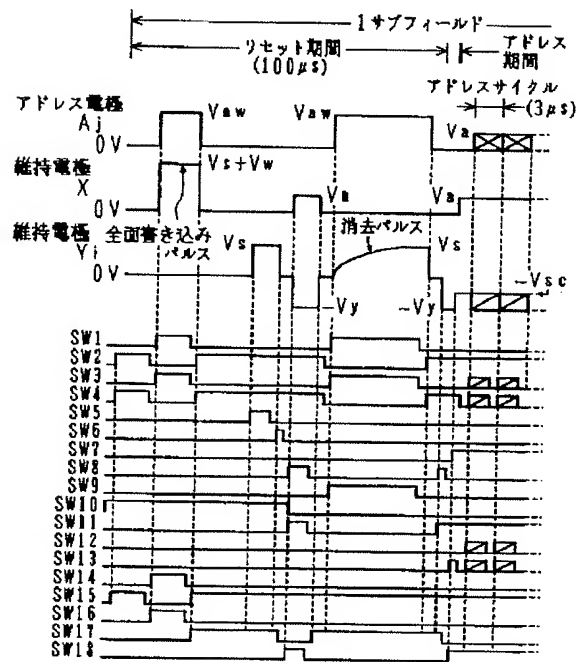 1サブフィールド
リセット期間
(100μs)
アドレス
期間
アドレスサイクル
(3μs)
アドレス電極
Aj
0V
Vaw
Vaw
Va
維持電極
X
0V
Vs+Vw
Va
維持電極
Yi
0V
全面書き込み
パルス
Vs
消去パルス
Vs
-Vsc
-Vy
-Vy
SW1
SW2
SW3
SW4
SW5
SW6
SW7
SW8
SW9
SW10
SW11
SW12
SW13
SW14
SW15
SW16
SW17
SW18